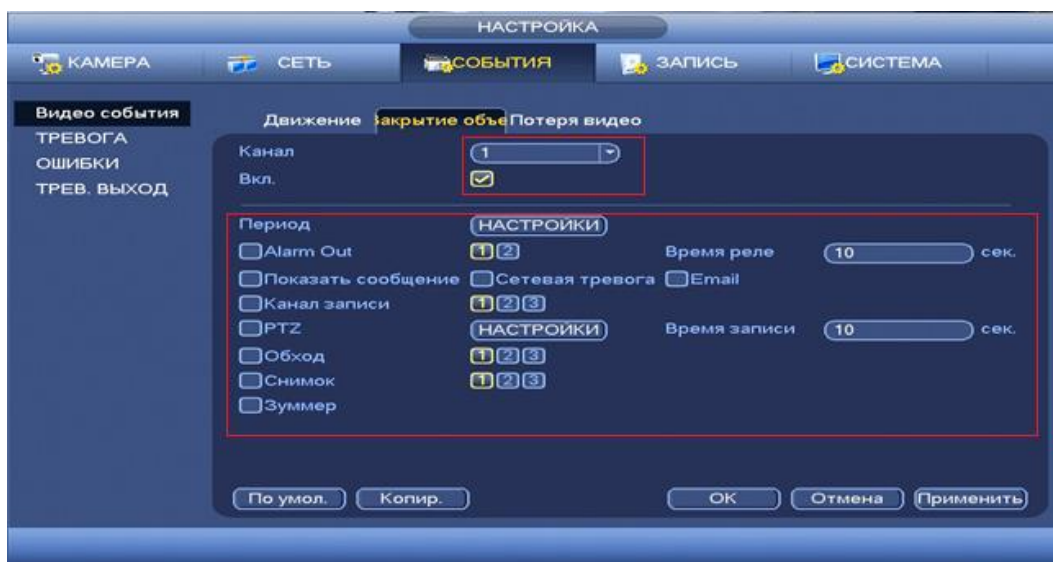 НАСТРОЙКА
КАМЕРА СЕТЬ СОБЫТИЯ ЗАПИСЬ СИСТЕМА
Видео события
ТРЕВОГА
ОШИБКИ
ТРЕВ. ВЫХОД
Движение Закрытие объе Потеря видео
Канал 1
Вкл.
Период НАСТРОЙКИ
Alarm Out 1 2 Время реле 10 сек.
Показать сообщение Сетевая тревога Email
Канал записи 1 2 3
PTZ НАСТРОЙКИ Время записи 10 сек.
Обход 1 2 3
Снимок 1 2 3
Зуммер
По умол. Копир. OK Отмена Применить